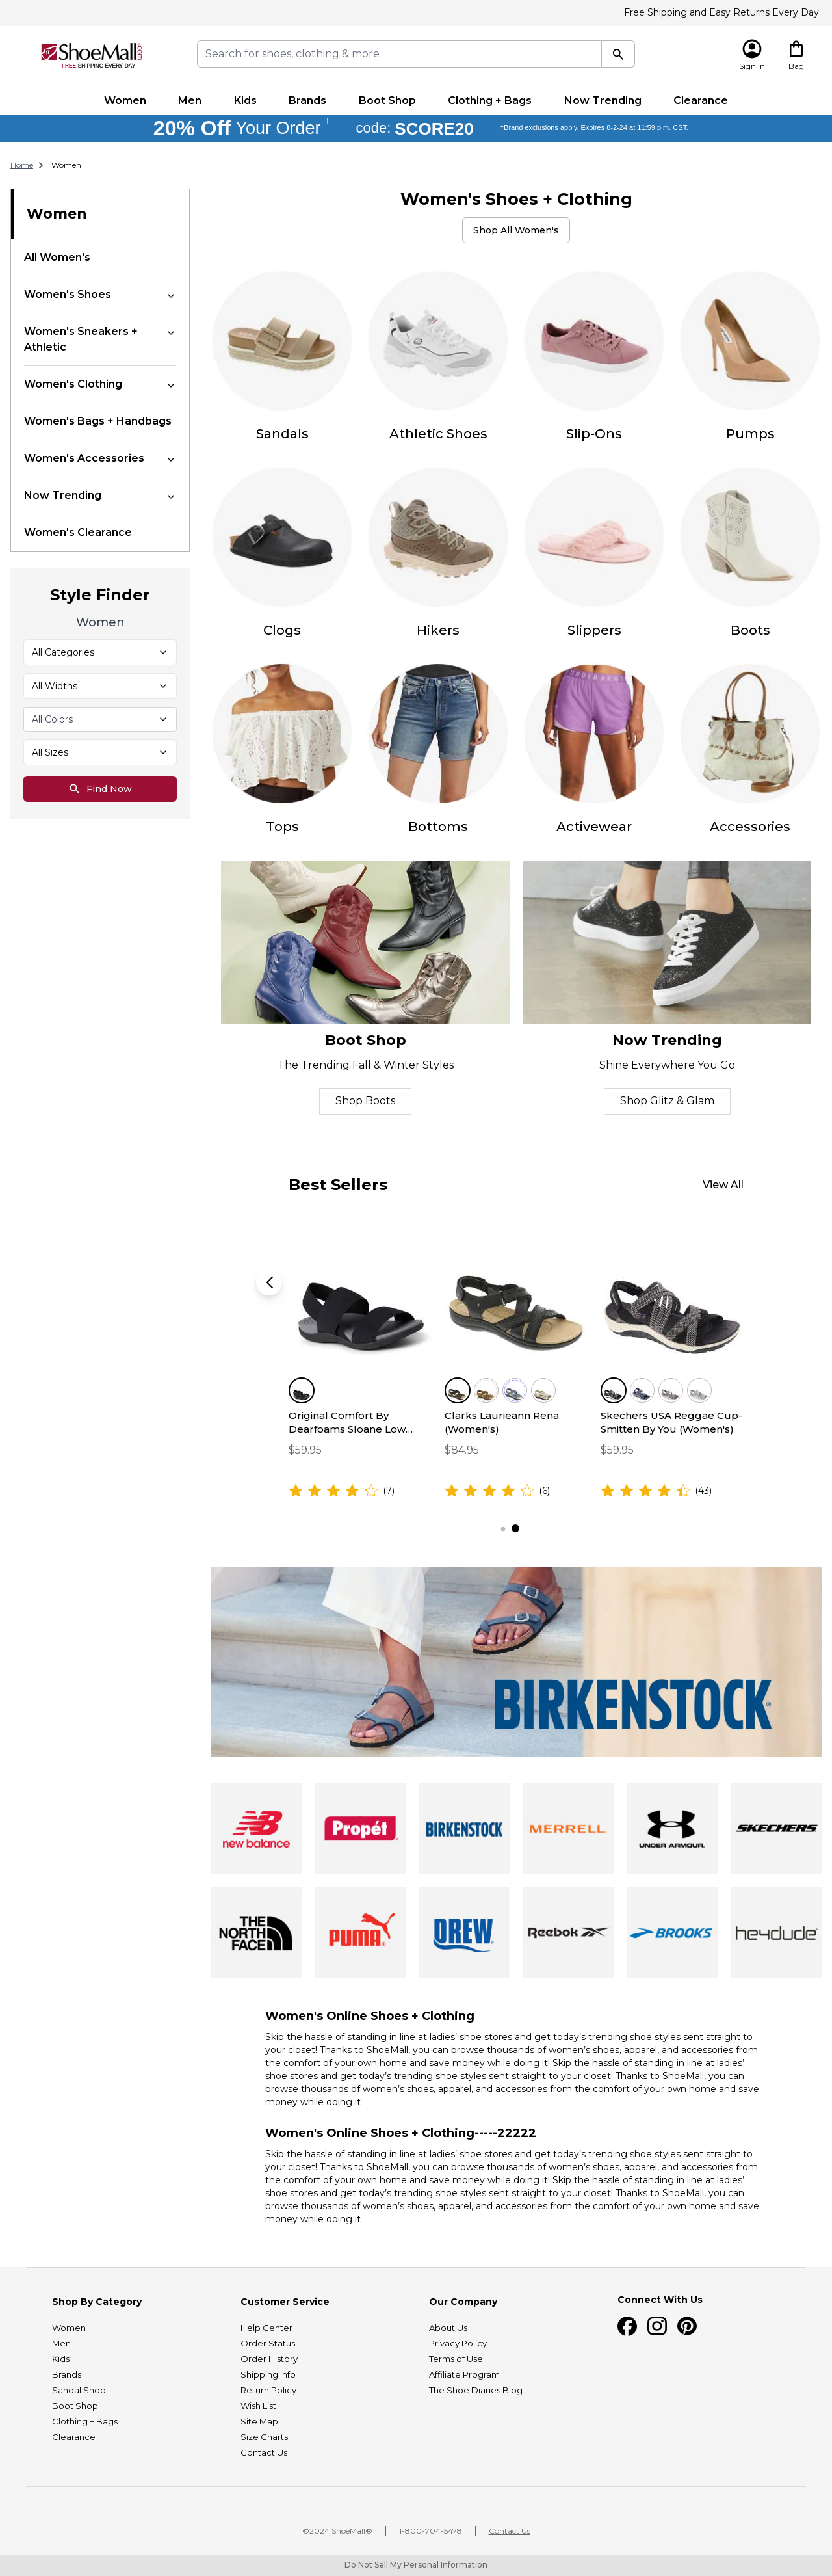 Free Shipping and Easy Returns Every Day
ShoeMall.com
FREE SHIPPING EVERY DAY
Search for shoes, clothing & more
Sign In
Bag
Women Men Kids Brands Boot Shop Clothing + Bags Now Trending Clearance
20% Off Your Order † code: SCORE20 †Brand exclusions apply. Expires 8-2-24 at 11:59 p.m. CST.
Home > Women
Women
All Women's
Women's Shoes
Women's Sneakers +
Athletic
Women's Clothing
Women's Bags + Handbags
Women's Accessories
Now Trending
Women's Clearance
Style Finder
Women
All Categories
All Widths
All Colors
All Sizes
Find Now
Women's Shoes + Clothing
Shop All Women's
Sandals Athletic Shoes Slip-Ons Pumps
Clogs Hikers Slippers Boots
UNDER ARM
Tops Bottoms Activewear Accessories
Boot Shop
The Trending Fall & Winter Styles
Shop Boots
Now Trending
Shine Everywhere You Go
Shop Glitz & Glam
Best Sellers
View All
Original Comfort By
Dearfoams Sloane Low...
$59.95
(7)
Clarks Laurieann Rena
(Women's)
$84.95
(6)
Skechers USA Reggae Cup-
Smitten By You (Women's)
$59.95
(43)
BIRKENSTOCK®
new balance
Propét
BIRKENSTOCK
MERRELL
UNDER ARMOUR
SKECHERS
THE
NORTH
FACE
PUMA
DREW
Reebok
BROOKS
heydude
Women's Online Shoes + Clothing
Skip the hassle of standing in line at ladies’ shoe stores and get today’s trending shoe styles sent straight to
your closet! Thanks to ShoeMall, you can browse thousands of women’s shoes, apparel, and accessories from
the comfort of your own home and save money while doing it! Skip the hassle of standing in line at ladies’
shoe stores and get today’s trending shoe styles sent straight to your closet! Thanks to ShoeMall, you can
browse thousands of women’s shoes, apparel, and accessories from the comfort of your own home and save
money while doing it
Women's Online Shoes + Clothing-----22222
Skip the hassle of standing in line at ladies’ shoe stores and get today’s trending shoe styles sent straight to
your closet! Thanks to ShoeMall, you can browse thousands of women’s shoes, apparel, and accessories from
the comfort of your own home and save money while doing it! Skip the hassle of standing in line at ladies’
shoe stores and get today’s trending shoe styles sent straight to your closet! Thanks to ShoeMall, you can
browse thousands of women’s shoes, apparel, and accessories from the comfort of your own home and save
money while doing it
Shop By Category
Women
Men
Kids
Brands
Sandal Shop
Boot Shop
Clothing + Bags
Clearance
Customer Service
Help Center
Order Status
Order History
Shipping Info
Return Policy
Wish List
Site Map
Size Charts
Contact Us
Our Company
About Us
Privacy Policy
Terms of Use
Affiliate Program
The Shoe Diaries Blog
Connect With Us
©2024 ShoeMall® | 1-800-704-5478 | Contact Us
Do Not Sell My Personal Information